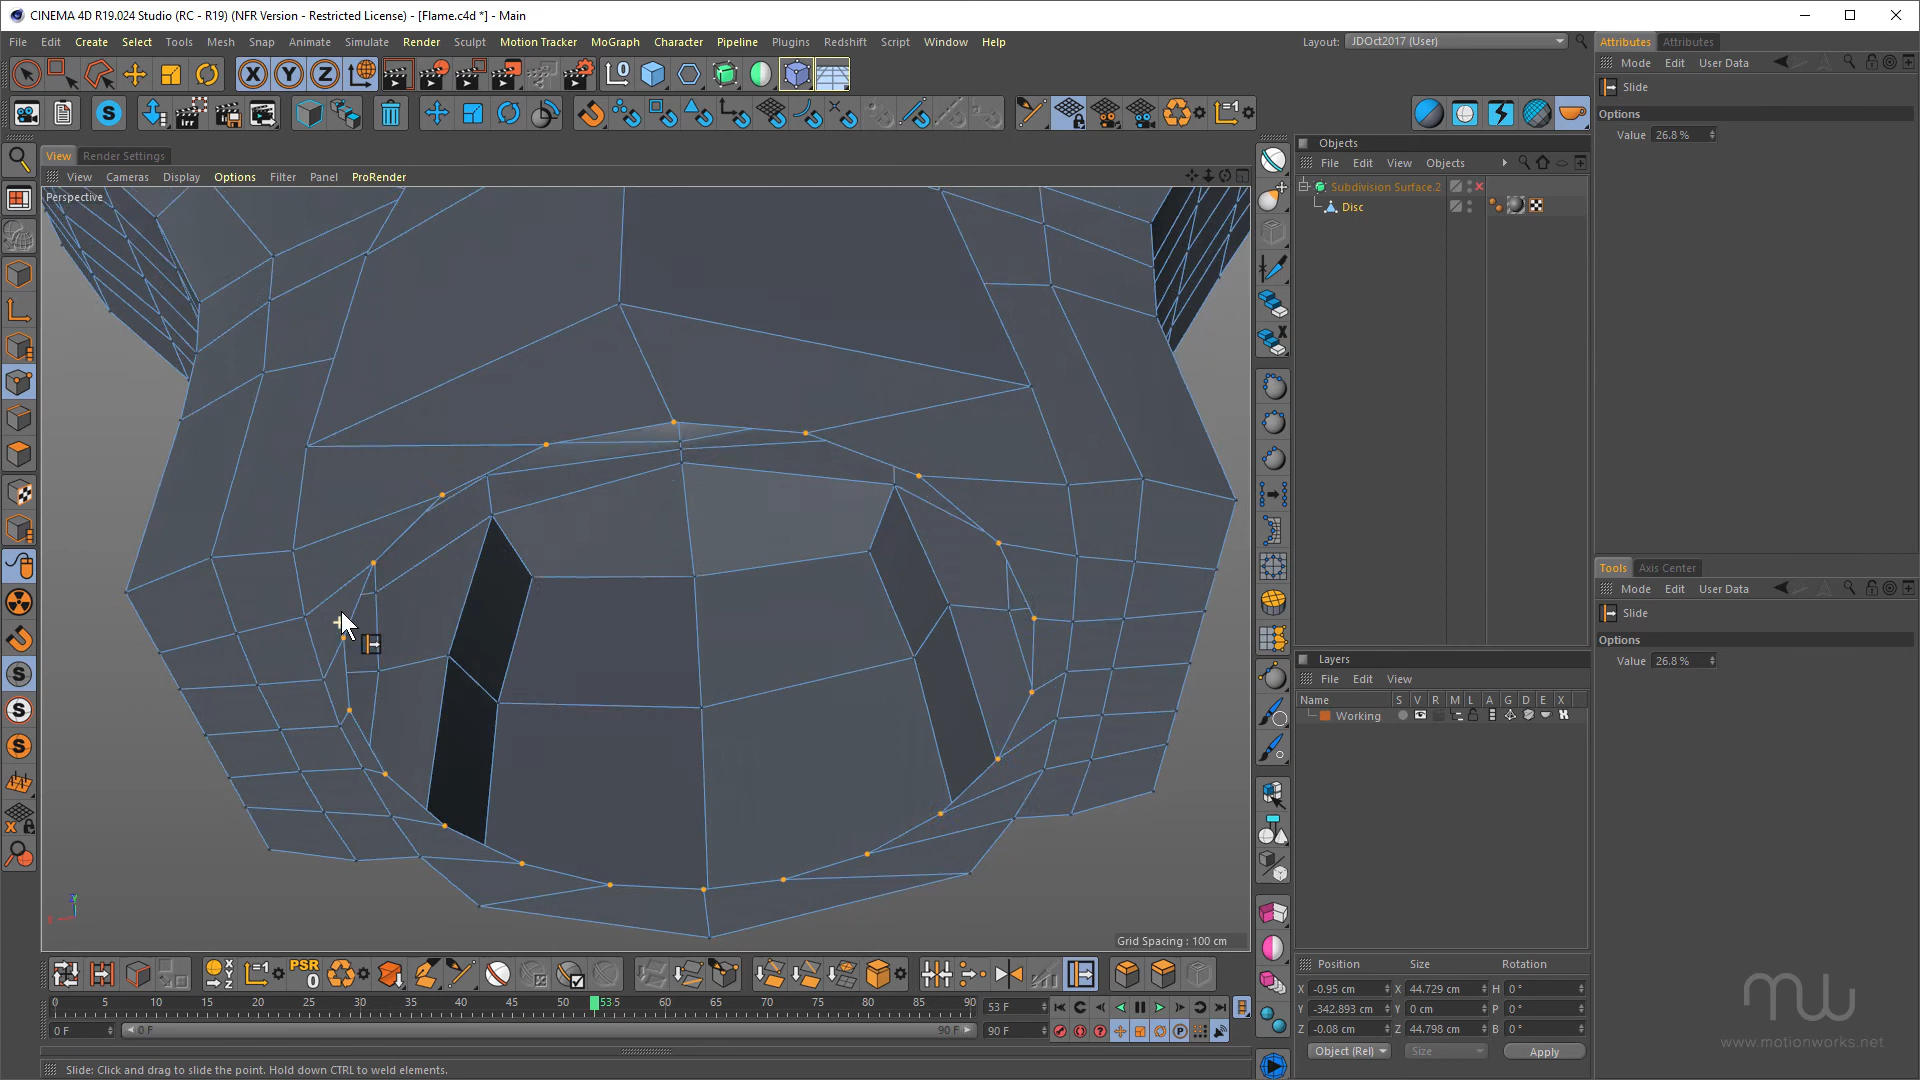 CINEMA 4D R19.024 Studio (RC - R19) (NFR Version - Restricted License) - [Flame.c4d *] - Main
File Edit Create Select Tools Mesh Snap Animate Simulate Render Sculpt Motion Tracker MoGraph Character Pipeline Plugins Redshift Script Window Help
Layout: JDOct2017 (User)
Attributes Attributes
Mode Edit User Data
Slide
Options
Value 26.8 %
View Render Settings
View Cameras Display Options Filter Panel ProRender
Perspective
Grid Spacing : 100 cm
Objects
File Edit View Objects
Subdivision Surface.2
Disc
Tools Axis Center
Mode Edit User Data
Slide
Options
Value 26.8 %
Layers
File Edit View
Name S V R M L A G D E X
Working
PSR
0
0 5 10 15 20 25 30 35 40 45 50 53.5 60 65 70 75 80 85 90
53 F
0 F
0 F
90 F
90 F
Position Size Rotation
X -0.95 cm X 44.729 cm H 0 °
Y -342.893 cm Y 0 cm P 0 °
Z -0.08 cm Z 44.798 cm B 0 °
Object (Rel) Size Apply
Slide: Click and drag to slide the point. Hold down CTRL to weld elements.
mw
www.motionworks.net